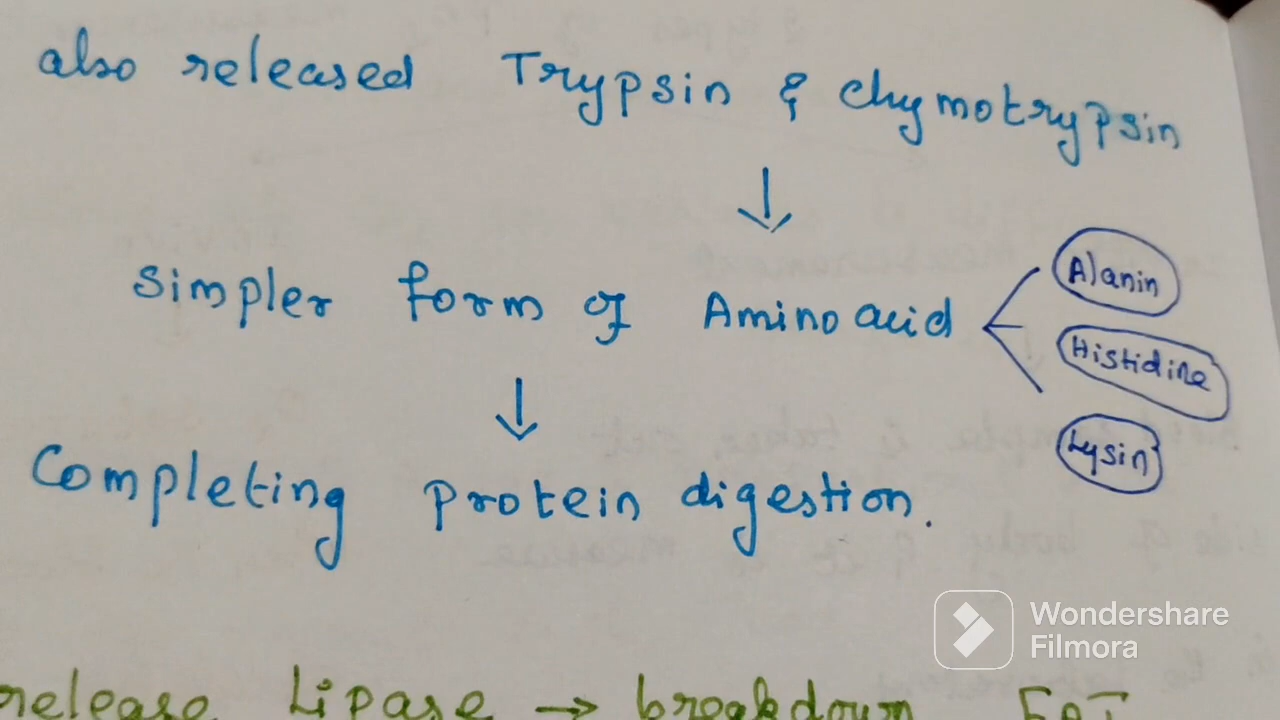 also released Trypsin & chymotrypsin
↓
Simpler form of Amino acid
Alanin
Histidine
Lysin
↓
Completing protein digestion.
Wondershare
Filmora
release Lipase → breakdown FAT